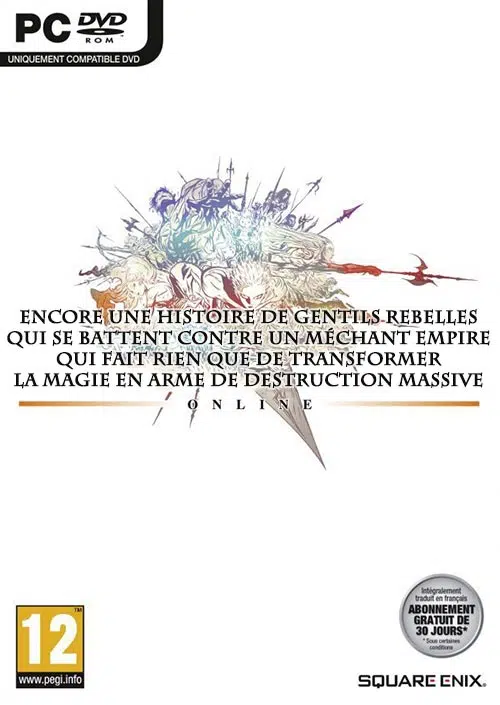 PC DVD
ROM
UNIQUEMENT COMPATIBLE DVD
ENCORE UNE HISTOIRE DE GENTILS REBELLES
QUI SE BATTENT CONTRE UN MÉCHANT EMPIRE
QUI FAIT RIEN QUE DE TRANSFORMER
LA MAGIE EN ARME DE DESTRUCTION MASSIVE
ONLINE
12
www.pegi.info
Intégralement
traduit en français
ABONNEMENT
GRATUIT DE
30 JOURS*
* Sous certaines
conditions
SQUARE ENIX.